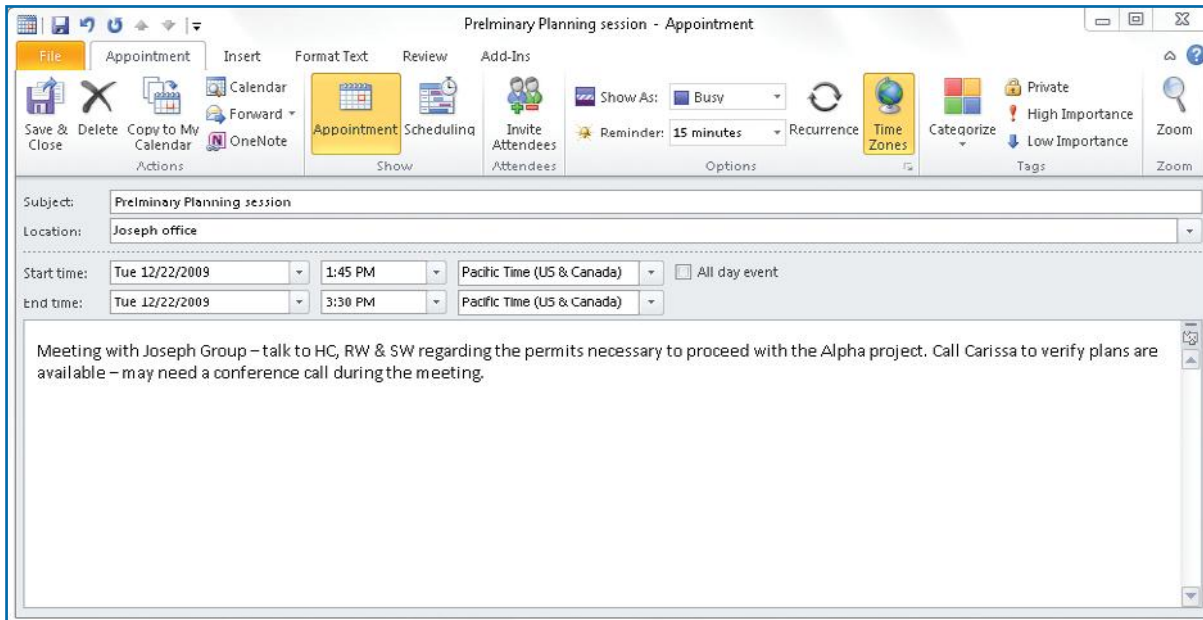 Prelminary Planning session - Appointment
File Appointment Insert Format Text Review Add-Ins
Save & Close
Delete
Copy to My Calendar
Calendar
Forward
OneNote
Actions
Appointment
Scheduling
Show
Invite Attendees
Attendees
Show As: Busy
Reminder: 15 minutes
Recurrence
Time Zones
Options
Categorize
Private
High Importance
Low Importance
Tags
Zoom
Zoom
Subject: Prelminary Planning session
Location: Joseph office
Start time: Tue 12/22/2009 1:45 PM Pacific Time (US & Canada) All day event
End time: Tue 12/22/2009 3:30 PM Pacific Time (US & Canada)
Meeting with Joseph Group – talk to HC, RW & SW regarding the permits necessary to proceed with the Alpha project. Call Carissa to verify plans are
available – may need a conference call during the meeting.